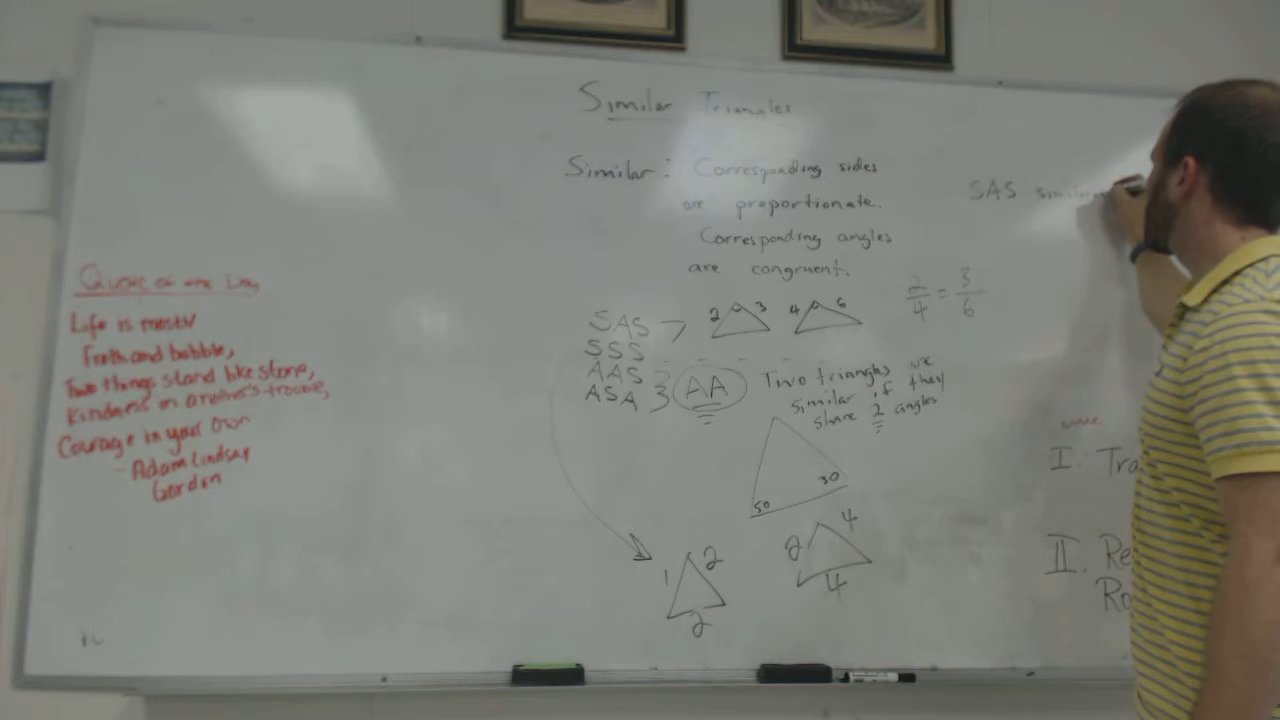 Similar Triangles
Similar: Corresponding sides
are proportionate.
Corresponding angles
are congruent.
SAS
SSS
AAS
ASA
AA
2 3
4 6
2/4 = 3/6
Two triangles are
similar if they
share 2 angles
50 30
1 2
2
2 4
4
SAS
I. Tra
II. Re
Ro
Quote of the Day
Life is mostly
Froth and bubble,
Two things stand like stone,
Kindness in another's trouble,
Courage in your own
- Adam Lindsay
Gordon